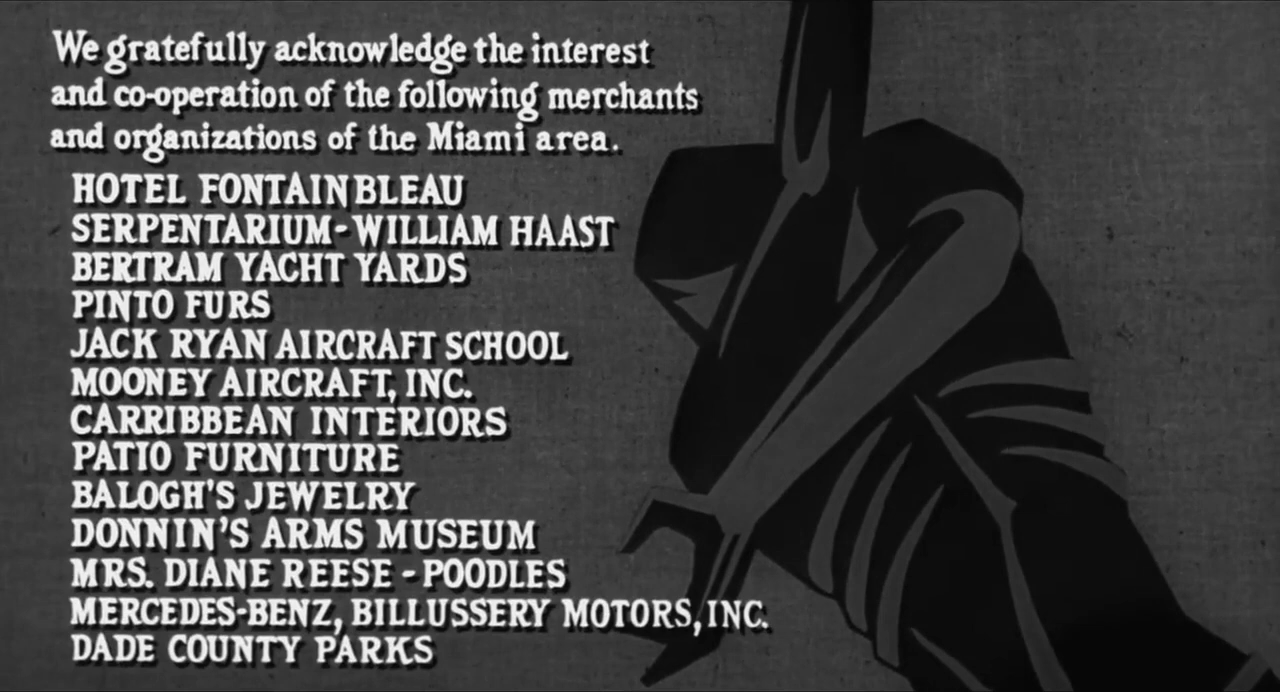 We gratefully acknowledge the interest
and co-operation of the following merchants
and organizations of the Miami area.
HOTEL FONTAINBLEAU
SERPENTARIUM-WILLIAM HAAST
BERTRAM YACHT YARDS
PINTO FURS
JACK RYAN AIRCRAFT SCHOOL
MOONEY AIRCRAFT, INC.
CARRIBBEAN INTERIORS
PATIO FURNITURE
BALOGH'S JEWELRY
DONNIN'S ARMS MUSEUM
MRS. DIANE REESE - POODLES
MERCEDES-BENZ, BILLUSSERY MOTORS, INC.
DADE COUNTY PARKS